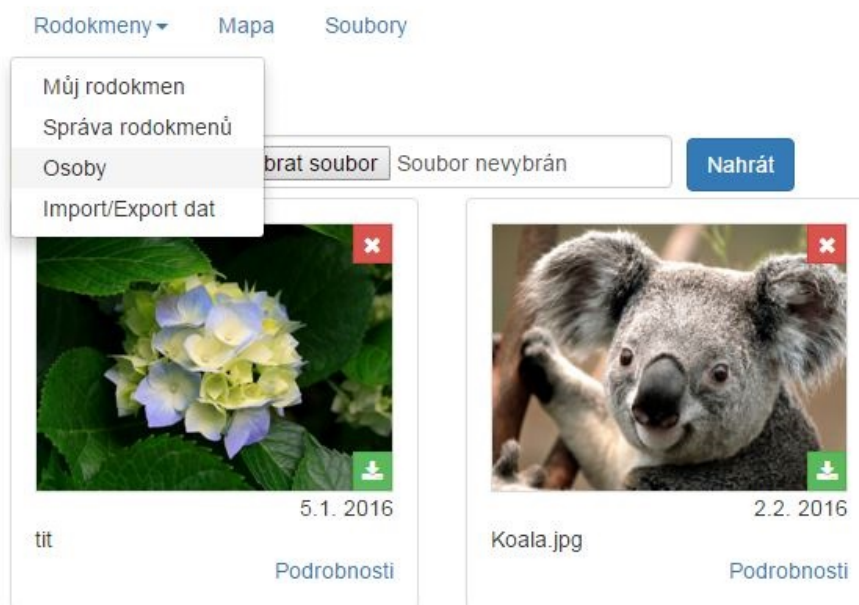 Rodokmeny Mapa Soubory
Můj rodokmen
Správa rodokmenů
Osoby
Import/Export dat
brat soubor Soubor nevybrán Nahrát
5.1. 2016
tit
Podrobnosti
2.2. 2016
Koala.jpg
Podrobnosti